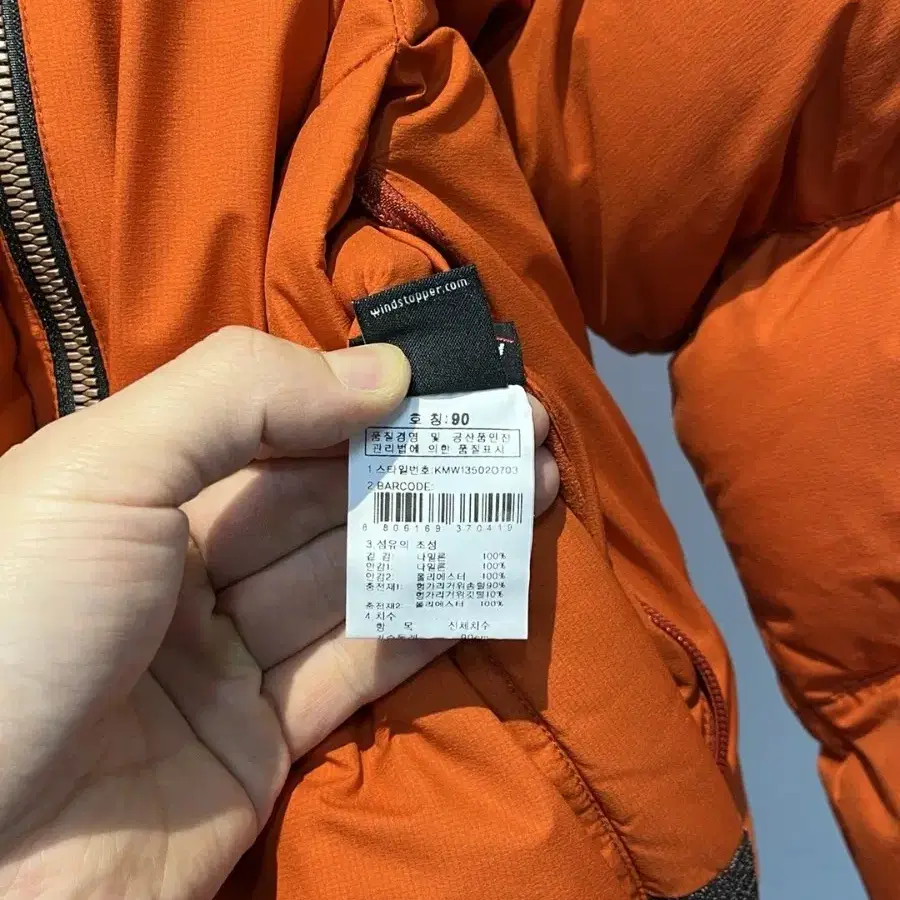 windstopper.com
호 칭:90
품질경영 및 공산품안전
관리법에 의한 품질표시
1.스타일번호:KMW13502O703
2.BARCODE:
8 806169 370419
3.섬유의 조성
겉 감: 나일론 100%
안감1: 나일론 100%
안감2: 폴리에스터 100%
충전재1: 헝가리거위솜털90%
헝가리거위깃털10%
충전재2: 폴리에스터 100%
4.치수
항 목 신체치수
가슴둘레 90cm